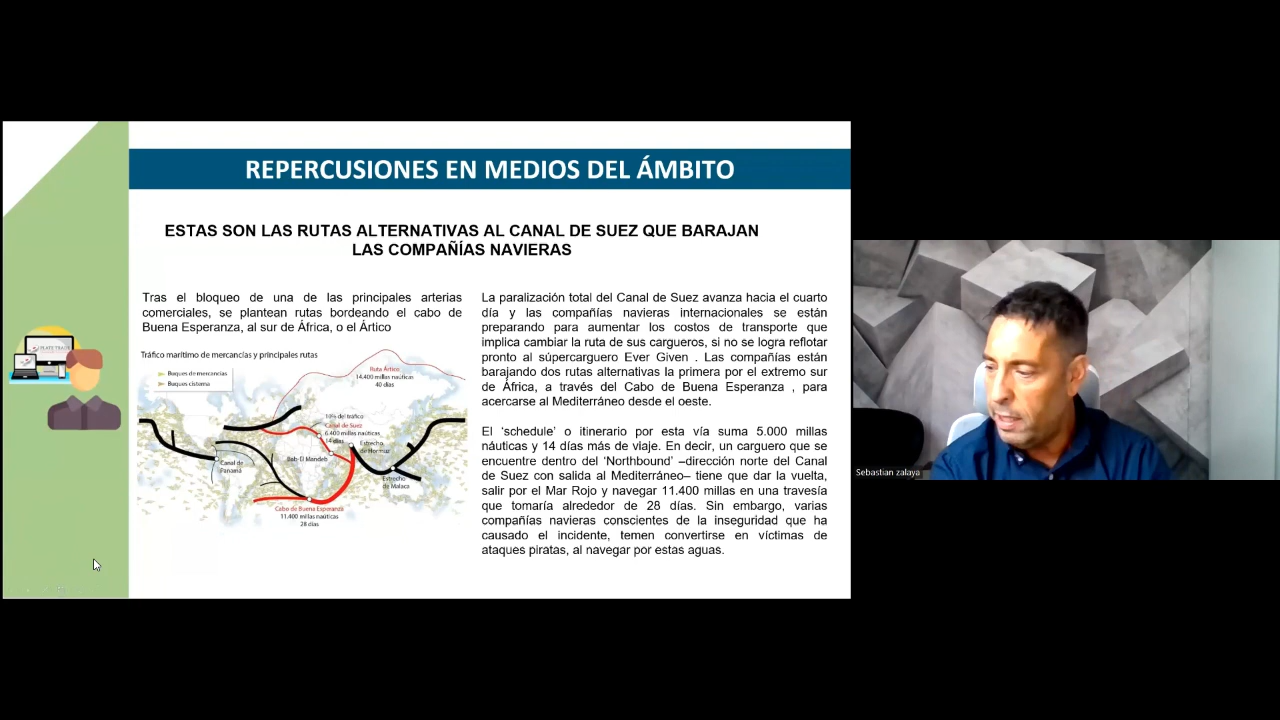 REPERCUSIONES EN MEDIOS DEL ÁMBITO
ESTAS SON LAS RUTAS ALTERNATIVAS AL CANAL DE SUEZ QUE BARAJAN
LAS COMPAÑÍAS NAVIERAS
Tras el bloqueo de una de las principales arterias
comerciales, se plantean rutas bordeando el cabo de
Buena Esperanza, al sur de África, o el Ártico
Tráfico marítimo de mercancías y principales rutas
Buques de mercancías
Buques cisterna
Ruta Ártico
14.400 millas naúticas
40 días
10% del tráfico
Canal de Suez
6.400 millas naúticas
14 días
Estrecho
de Hormuz
Bab-El Mandeb
Canal de
Panamá
Estrecho
de Malaca
Cabo de Buena Esperanza
11.400 millas naúticas
28 días
La paralización total del Canal de Suez avanza hacia el cuarto
día y las compañías navieras internacionales se están
preparando para aumentar los costos de transporte que
implica cambiar la ruta de sus cargueros, si no se logra reflotar
pronto al súpercarguero Ever Given . Las compañías están
barajando dos rutas alternativas la primera por el extremo sur
de África, a través del Cabo de Buena Esperanza , para
acercarse al Mediterráneo desde el oeste.
El ‘schedule’ o itinerario por esta vía suma 5.000 millas
náuticas y 14 días más de viaje. En decir, un carguero que se
encuentre dentro del ‘Northbound’ –dirección norte del Canal
de Suez con salida al Mediterráneo– tiene que dar la vuelta,
salir por el Mar Rojo y navegar 11.400 millas en una travesía
que tomaría alrededor de 28 días. Sin embargo, varias
compañías navieras conscientes de la inseguridad que ha
causado el incidente, temen convertirse en víctimas de
ataques piratas, al navegar por estas aguas.
Sebastian zalaya